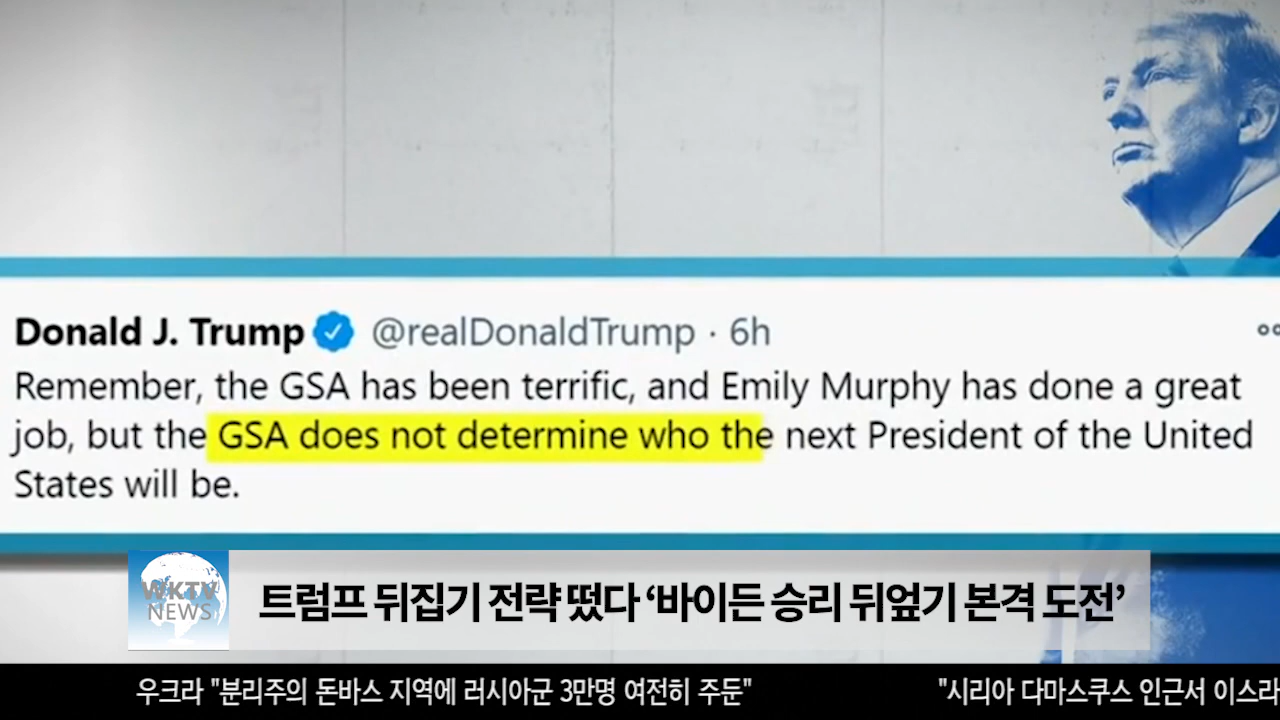 Donald J. Trump @realDonaldTrump · 6h
Remember, the GSA has been terrific, and Emily Murphy has done a great
job, but the GSA does not determine who the next President of the United
States will be.
WKTV
NEWS
트럼프 뒤집기 전략 떴다 ‘바이든 승리 뒤엎기 본격 도전’
우크라 "분리주의 돈바스 지역에 러시아군 3만명 여전히 주둔" "시리아 다마스쿠스 인근서 이스라